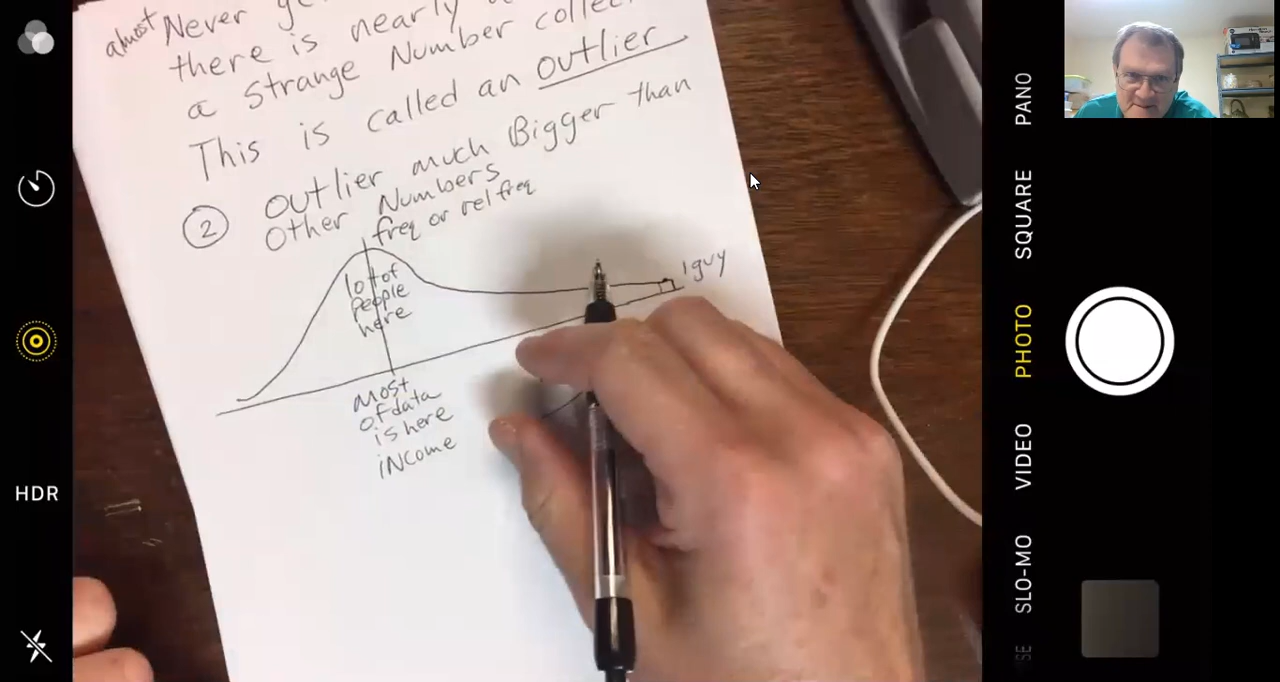 almost Never
there is nearly
a Strange Number
This is called an outlier
② Outlier much Bigger than
Other Numbers
freq or rel freq
1 guy
lot of
People
here
most
of data
is here
iNCome
HDR
PANO
SQUARE
PHOTO
VIDEO
SLO-MO